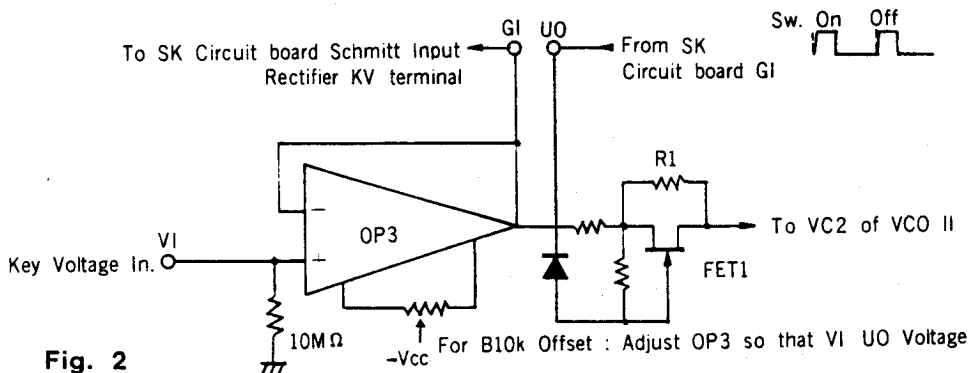 Sw. On Off
GI UO
To SK Circuit board Schmitt Input
Rectifier KV terminal
From SK
Circuit board GI
R1
−
OP3
+
To VC2 of VCO II
VI
Key Voltage In.
FET1
10MΩ
-Vcc
For B10k Offset : Adjust OP3 so that VI UO Voltage
Fig. 2